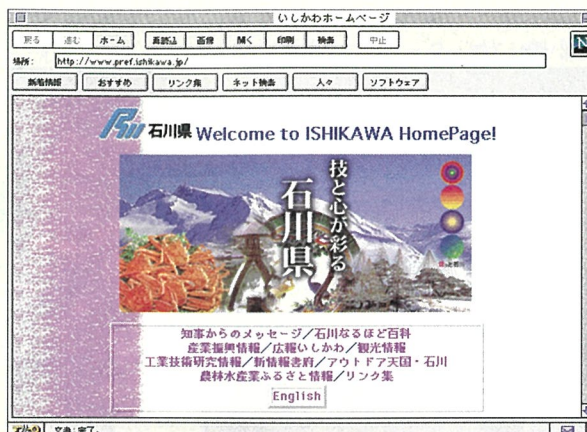 いしかわホームページ
戻る 進む ホーム 再読込 画像 開く 印刷 検索 中止
N
場所: http://www.pref.ishikawa.jp/
新着情報 おすすめ リンク集 ネット検索 人々 ソフトウェア
石川県 Welcome to ISHIKAWA HomePage!
技と心が彩る
石川県
知事からのメッセージ/石川なるほど百科
産業振興情報/広報いしかわ/観光情報
工業技術研究情報/新情報書府/アウトドア天国・石川
農林水産業ふるさと情報/リンク集
English
文書:完了。